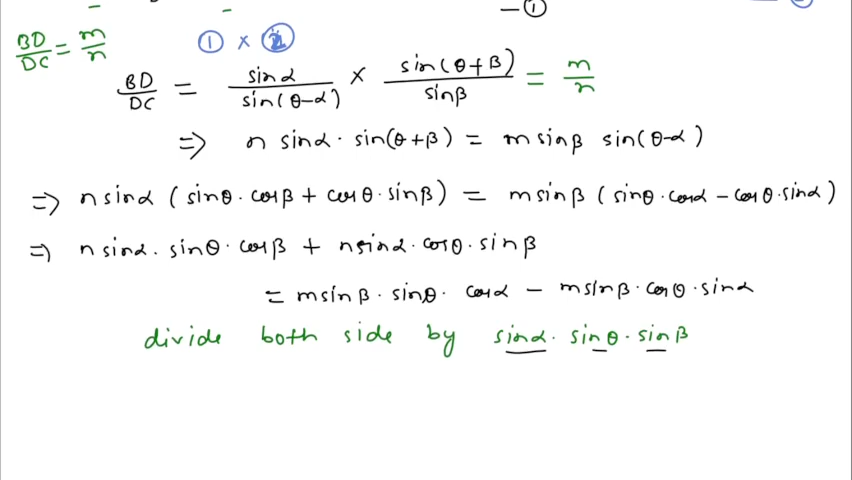 — ①
BD/DC = m/n
① × ②
BD/DC = sinα/sin(θ-α) × sin(θ+β)/sinβ = m/n
⇒ n sinα · sin(θ+β) = m sinβ sin(θ-α)
⇒ n sinα (sinθ · cosβ + cosθ · sinβ) = m sinβ (sinθ · cosα - cosθ · sinα)
⇒ n sinα · sinθ · cosβ + n sinα · cosθ · sinβ
= m sinβ · sinθ · cosα - m sinβ · cosθ · sinα
divide both side by sinα · sinθ · sinβ